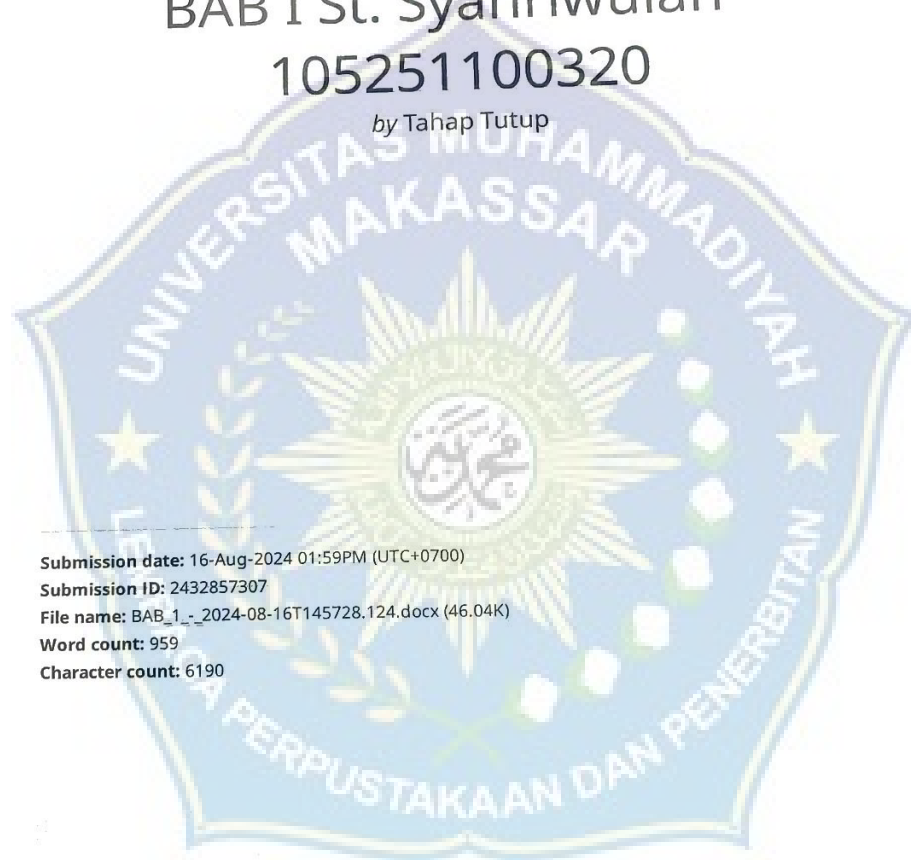 BAB I St.
105251100320
by Tahap Tutup
UNIVERSITAS MUHAMMADIYAH
MAKASSAR
Submission date: 16-Aug-2024 01:59PM (UTC+0700)
Submission ID: 2432857307
File name: BAB_1_-_2024-08-16T145728.124.docx (46.04K)
Word count: 959
Character count: 6190
PERPUSTAKAAN DAN PENERBITAN